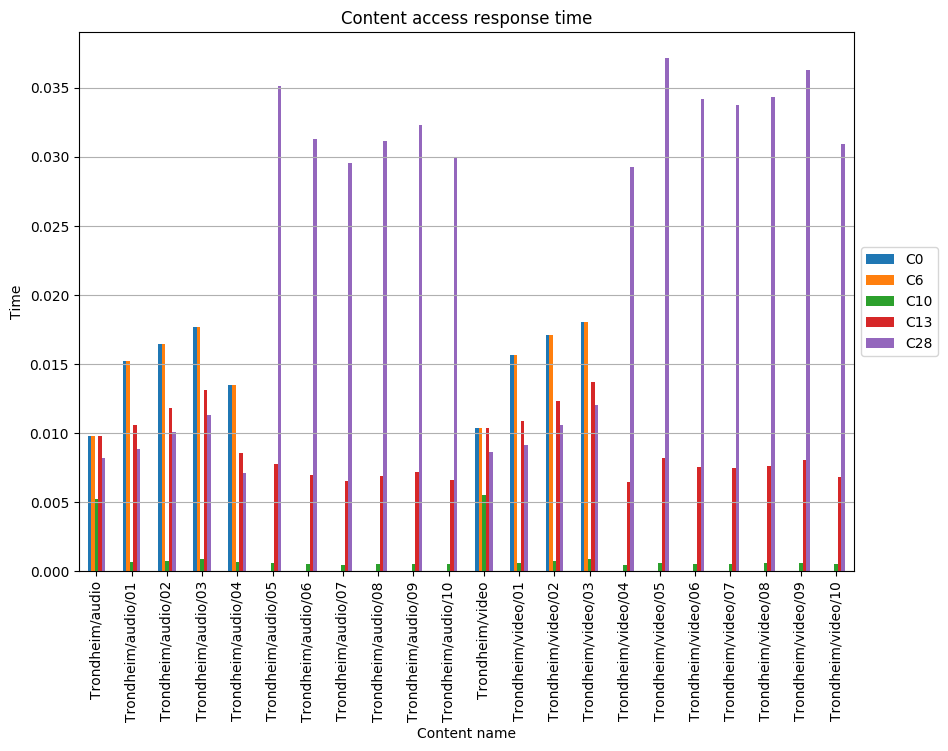 Content access response time
Time
0.035
0.030
0.025
0.020
0.015
0.010
0.005
0.000
C0
C6
C10
C13
C28
Trondheim/audio
Trondheim/audio/01
Trondheim/audio/02
Trondheim/audio/03
Trondheim/audio/04
Trondheim/audio/05
Trondheim/audio/06
Trondheim/audio/07
Trondheim/audio/08
Trondheim/audio/09
Trondheim/audio/10
Trondheim/video
Trondheim/video/01
Trondheim/video/02
Trondheim/video/03
Trondheim/video/04
Trondheim/video/05
Trondheim/video/06
Trondheim/video/07
Trondheim/video/08
Trondheim/video/09
Trondheim/video/10
Content name